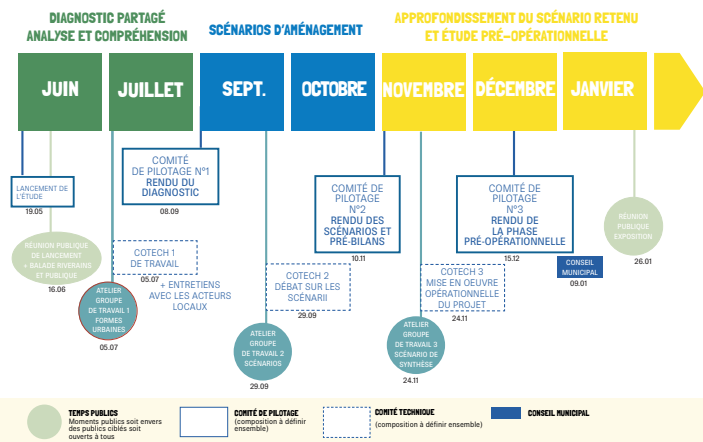 DIAGNOSTIC PARTAGÉ
ANALYSE ET COMPRÉHENSION
SCÉNARIOS D'AMÉNAGEMENT
APPROFONDISSEMENT DU SCÉNARIO RETENU
ET ÉTUDE PRÉ-OPÉRATIONNELLE
JUIN
JUILLET
SEPT.
OCTOBRE
NOVEMBRE
DÉCEMBRE
JANVIER
LANCEMENT DE
L'ÉTUDE
19.05
RÉUNION PUBLIQUE
DE LANCEMENT
+ BALADE RIVERAINS
ET PUBLIQUE
16.06
COMITÉ
DE PILOTAGE N°1
RENDU DU
DIAGNOSTIC
08.09
COTECH 1
DE TRAVAIL
05.07
+ ENTRETIENS
AVEC LES ACTEURS
LOCAUX
ATELIER
GROUPE
DE TRAVAIL 1
FORMES
URBAINES
05.07
COTECH 2
DÉBAT SUR LES
SCÉNARII
29.09
ATELIER
GROUPE
DE TRAVAIL 2
SCÉNARIOS
29.09
COMITÉ DE
PILOTAGE
N°2
RENDU DES
SCÉNARIOS ET
PRÉ-BILANS
10.11
COTECH 3
MISE EN OEUVRE
OPÉRATIONNELLE
DU PROJET
24.11
ATELIER
GROUPE
DE TRAVAIL 3
SCÉNARIO DE
SYNTHÈSE
24.11
COMITÉ DE
PILOTAGE
N°3
RENDU DE
LA PHASE
PRÉ-OPÉRATIONNELLE
15.12
CONSEIL
MUNICIPAL
09.01
RÉUNION
PUBLIQUE
EXPOSITION
26.01
TEMPS PUBLICS
Moments publics soit envers
des publics ciblés soit
ouverts à tous
COMITÉ DE PILOTAGE
(composition à définir
ensemble)
COMITÉ TECHNIQUE
(composition à définir ensemble)
CONSEIL MUNICIPAL